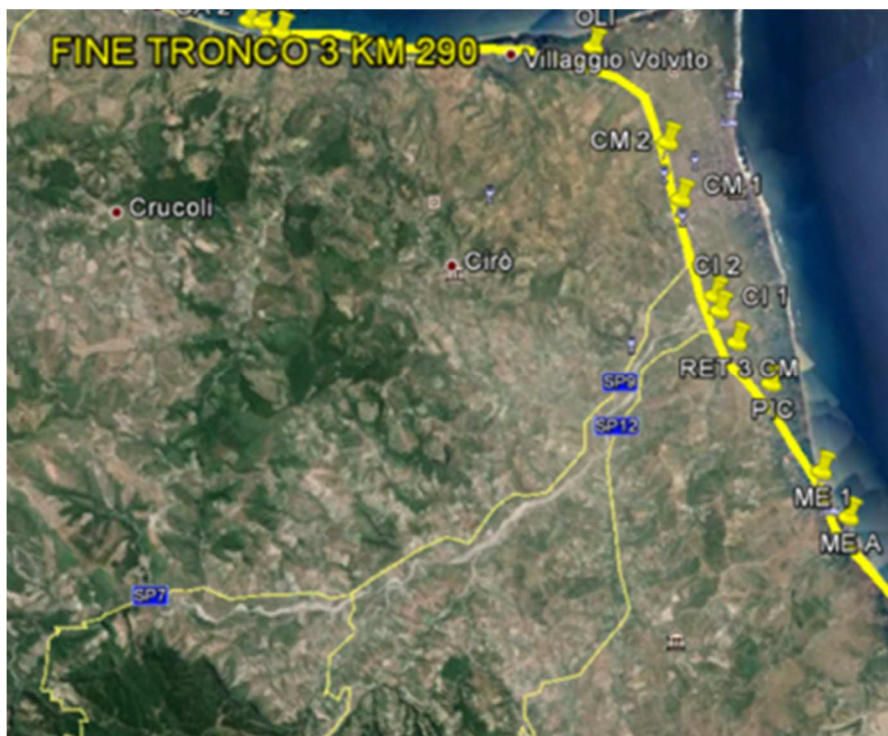 OLI
FINE TRONCO 3 KM 290
Villaggio Volvito
CM 2
CM 1
Crucoli
Cirò
CI 2
CI 1
RET 3 CM
SP9
PIC
SP12
ME 1
ME A
SP7